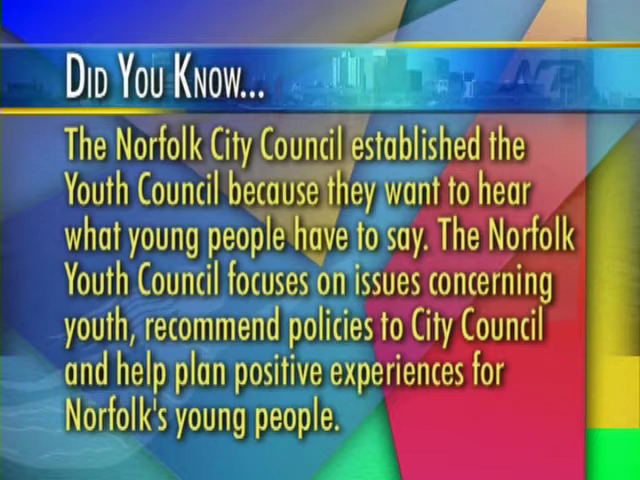 DID YOU KNOW...
The Norfolk City Council established the
Youth Council because they want to hear
what young people have to say. The Norfolk
Youth Council focuses on issues concerning
youth, recommend policies to City Council
and help plan positive experiences for
Norfolk's young people.